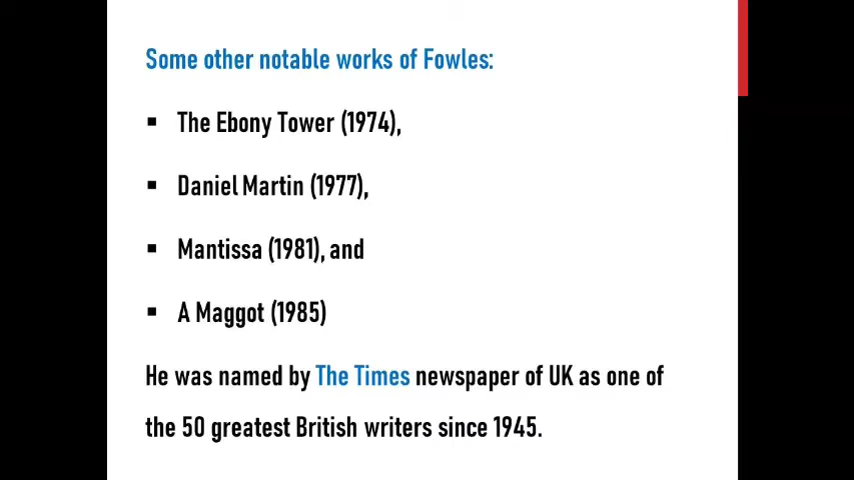 Some other notable works of Fowles:
▪ The Ebony Tower (1974),
▪ Daniel Martin (1977),
▪ Mantissa (1981), and
▪ A Maggot (1985)
He was named by The Times newspaper of UK as one of
the 50 greatest British writers since 1945.